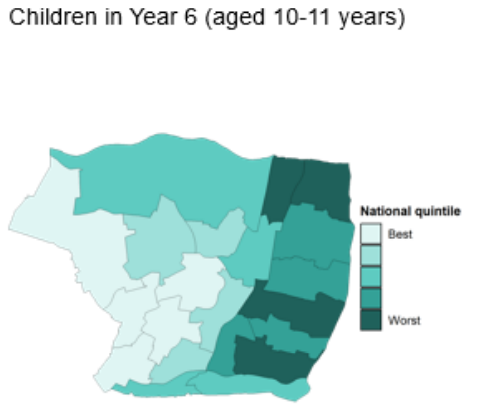 Children in Year 6 (aged 10-11 years)
National quintile
Best
Worst